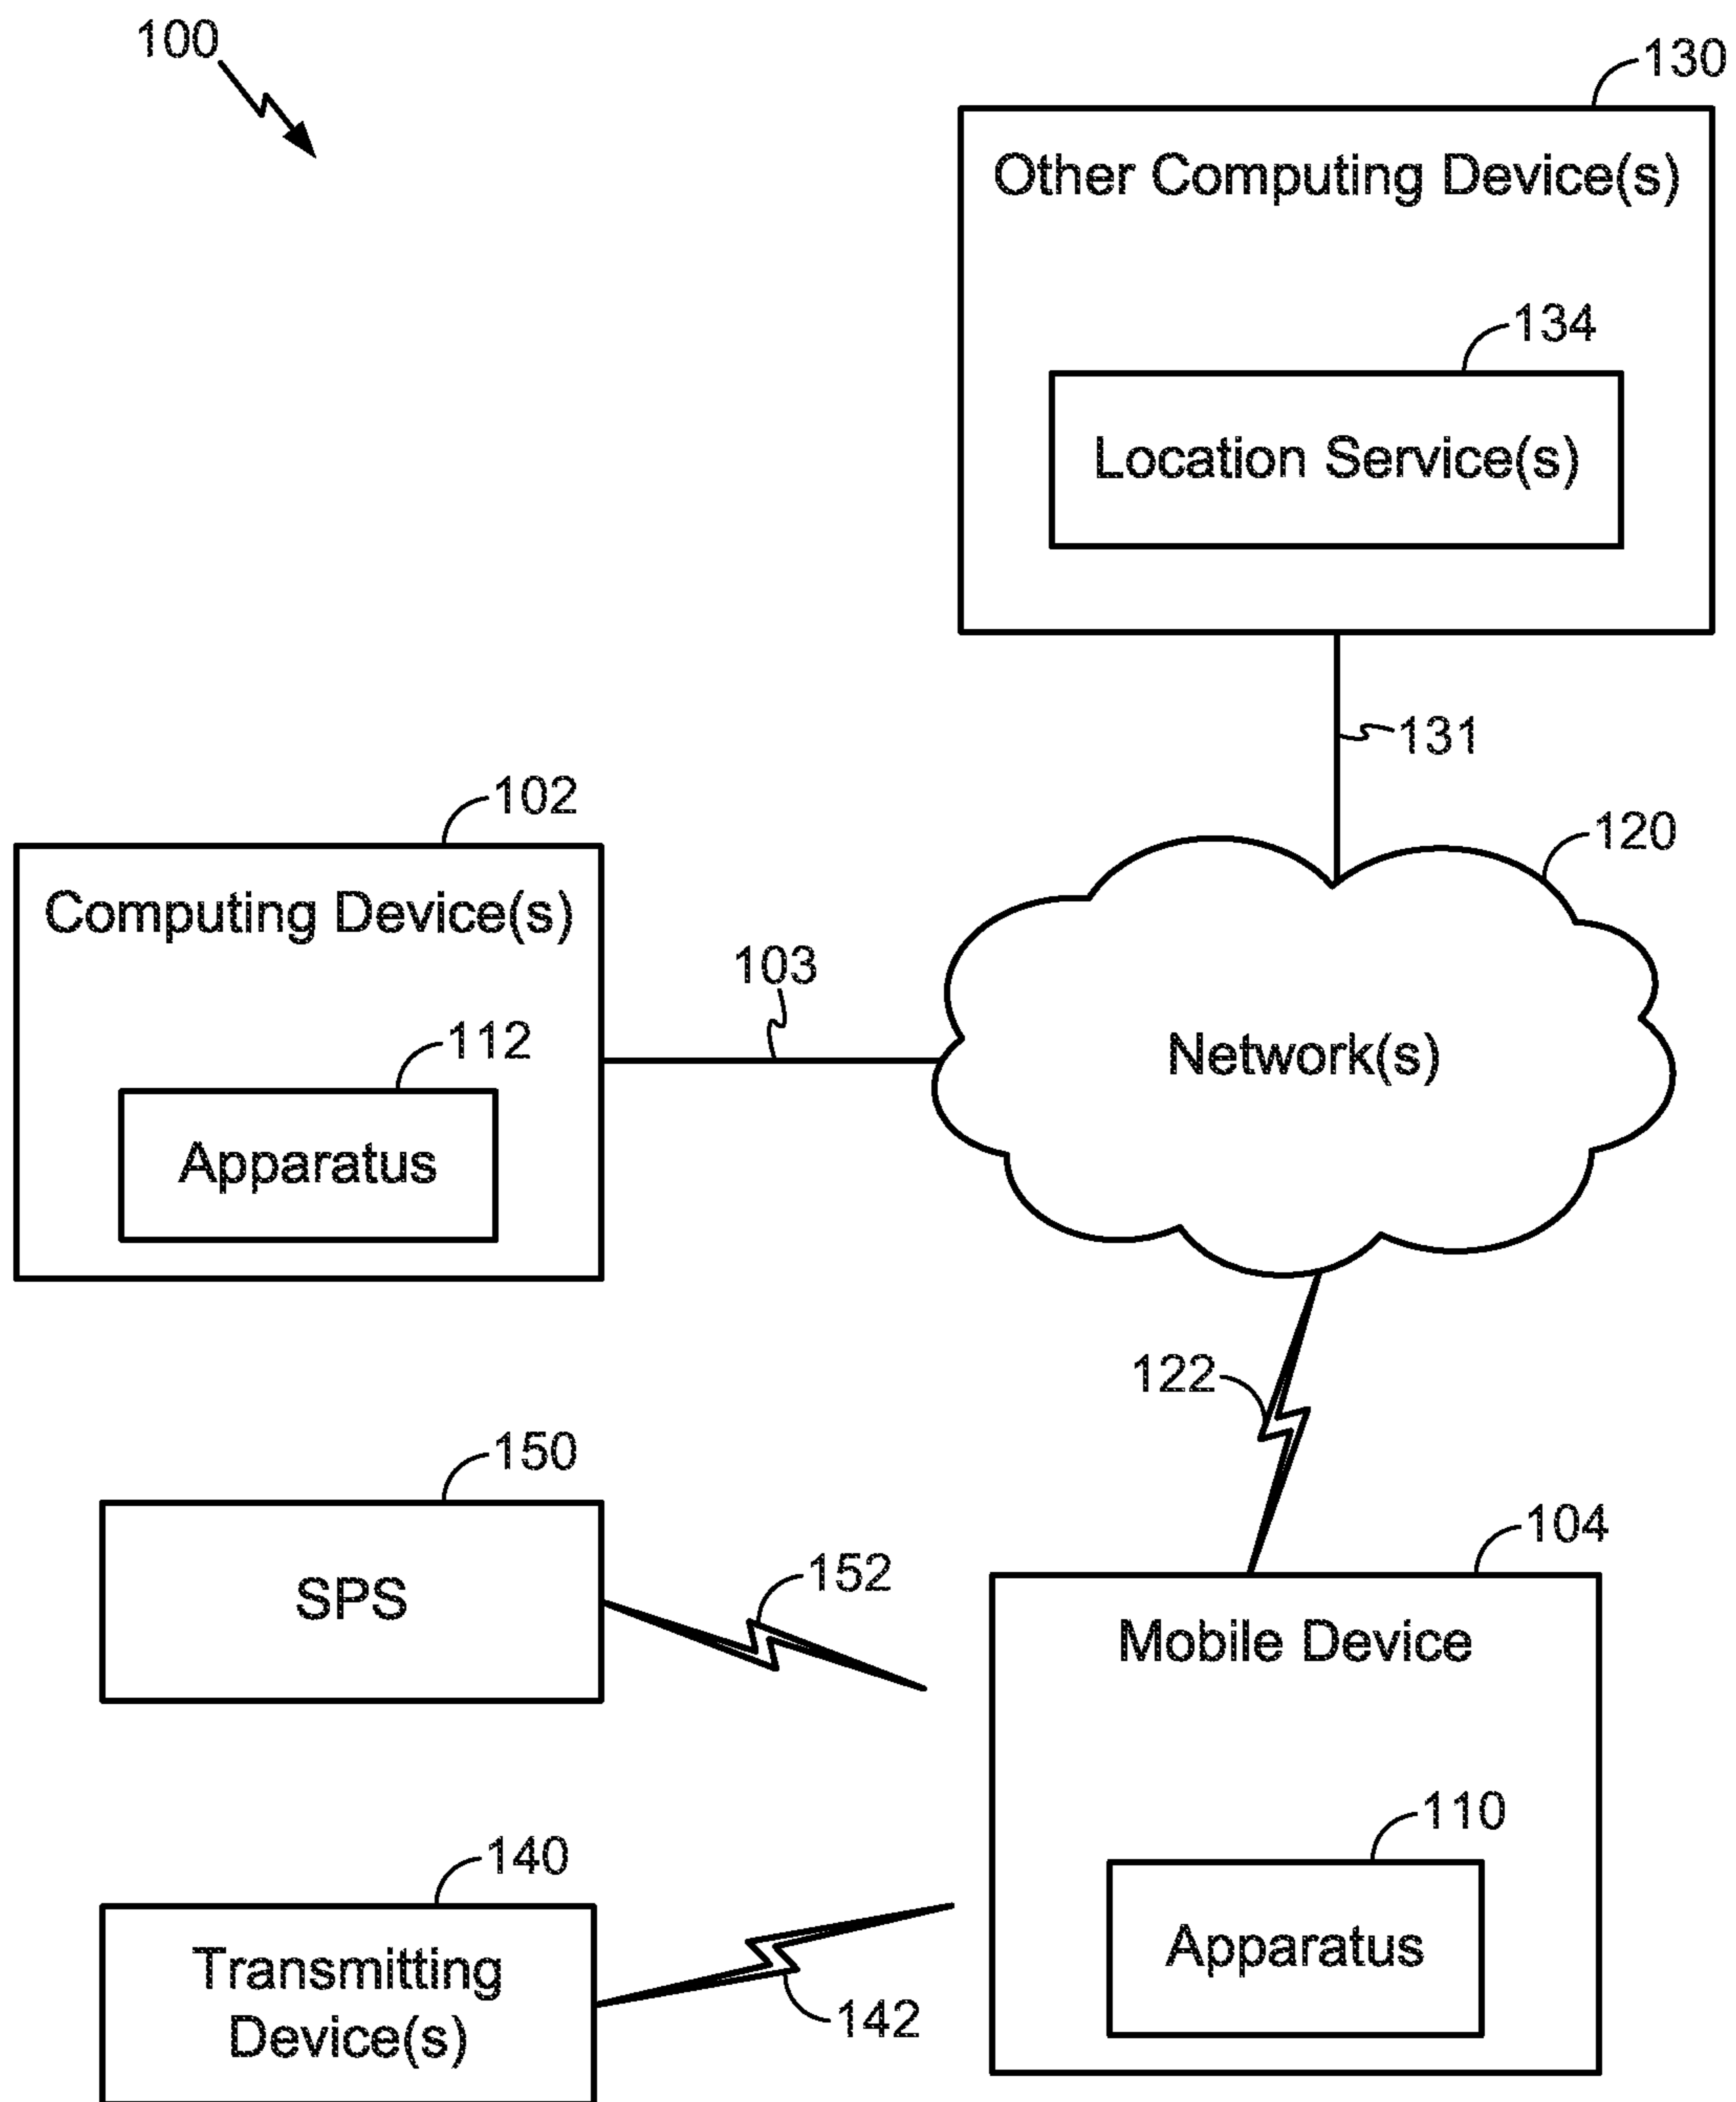 100
130
Other Computing Device(s)
134
Location Service(s)
131
102
120
Computing Device(s)
103
112
Network(s)
Apparatus
122
150
104
152
SPS
Mobile Device
110
140
Apparatus
Transmitting
Device(s)
142